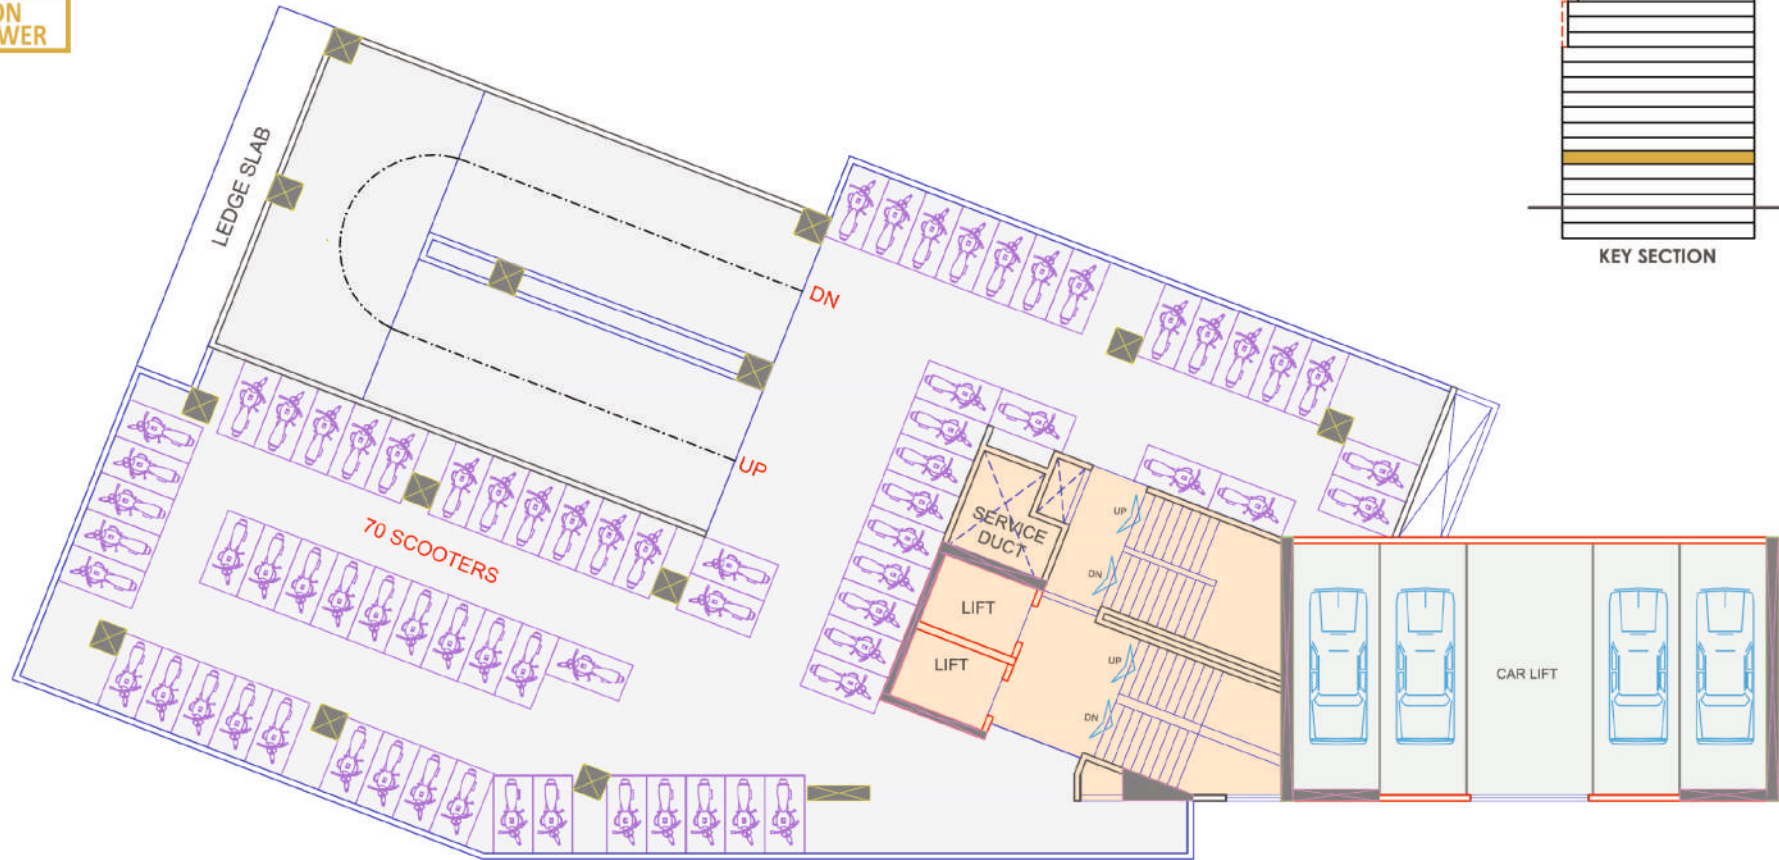 ON
WER
KEY SECTION
LEDGE SLAB
DN
UP
70 SCOOTERS
SERVICE
DUCT
UP
DN
LIFT
LIFT
UP
DN
CAR LIFT